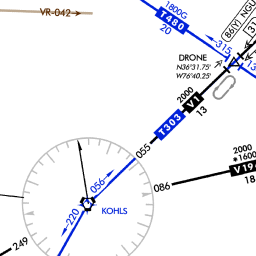 VR-042
1800G
T480
20
315
86(Y) NGU
DRONE
N36°31.75'
W76°40.25'
2000
V1
T303
13
055
056
086
2000
*1600
V19
18
220
KOHLS
249